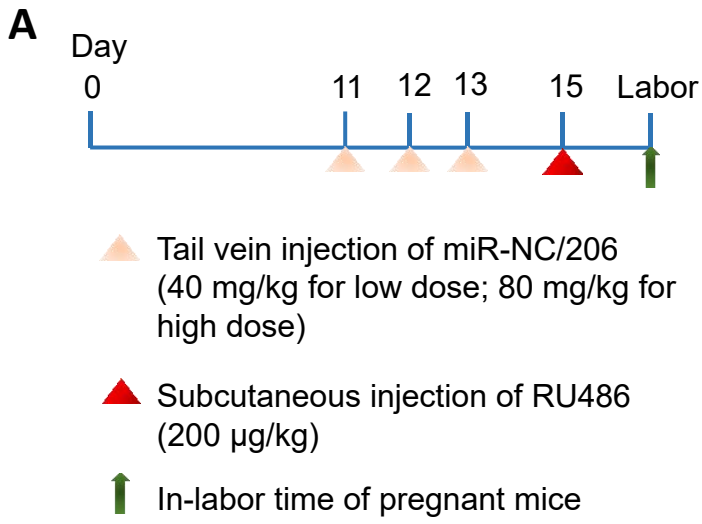 A
Day
0 11 12 13 15 Labor
Tail vein injection of miR-NC/206
(40 mg/kg for low dose; 80 mg/kg for
high dose)
Subcutaneous injection of RU486
(200 µg/kg)
In-labor time of pregnant mice